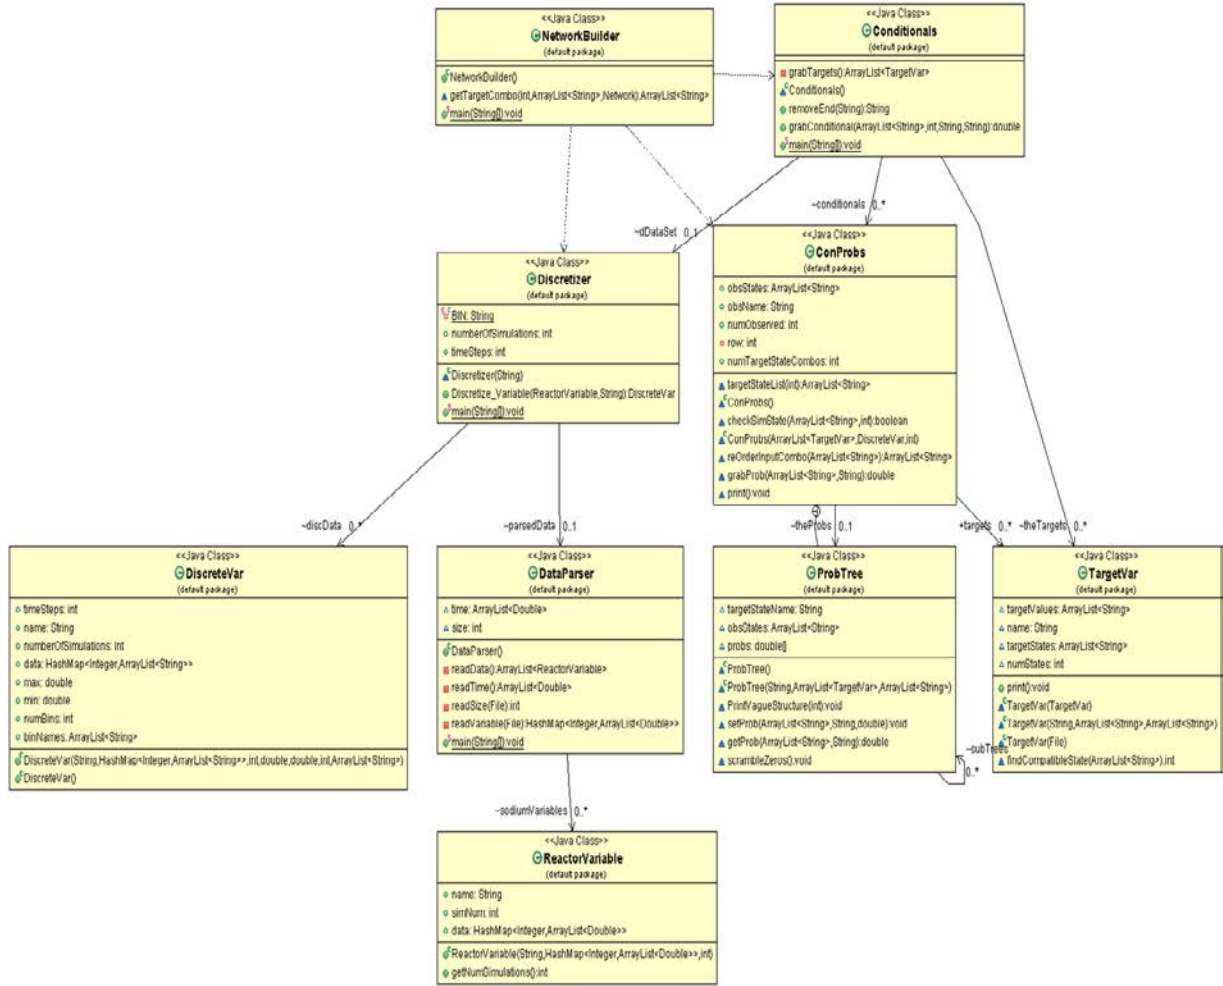 <<Java Class>>
NetworkBuilder
(default package)
NetworkBuilder()
getTargetCombo(int,ArrayList<String>,Network):ArrayList<String>
main(String[]):void
<<Java Class>>
Conditionals
(default package)
grabTargets():ArrayList<TargetVar>
Conditionals()
removeEnd(String):String
grabConditional(ArrayList<String>,int,String,String):double
main(String[]):void
~dDataSet 0..1
~conditionals 0..*
<<Java Class>>
Discretizer
(default package)
BIN: String
numberOfSimulations: int
timeSteps: int
Discretizer(String)
Discretize_Variable(ReactorVariable,String):DiscreteVar
main(String[]):void
<<Java Class>>
ConProbs
(default package)
obsStates: ArrayList<String>
obsName: String
numObserved: int
row: int
numTargetStateCombos: int
targetStateList(int):ArrayList<String>
ConProbs()
checkSimState(ArrayList<String>,int):boolean
ConProbs(ArrayList<TargetVar>,DiscreteVar,int)
reOrderInputCombo(ArrayList<String>):ArrayList<String>
grabProb(ArrayList<String>,String):double
print():void
~discData 0..*
~parsedData 0..1
~theProbs 0..1
+targets 0..*
~theTargets 0..*
<<Java Class>>
DiscreteVar
(default package)
timeSteps: int
name: String
numberOfSimulations: int
data: HashMap<Integer,ArrayList<String>>
max: double
min: double
numBins: int
binNames: ArrayList<String>
DiscreteVar(String,HashMap<Integer,ArrayList<String>>,int,double,double,int,ArrayList<String>)
DiscreteVar()
<<Java Class>>
DataParser
(default package)
time: ArrayList<Double>
size: int
DataParser()
readData():ArrayList<ReactorVariable>
readTime():ArrayList<Double>
readSize(File):int
readVariable(File):HashMap<Integer,ArrayList<Double>>
main(String[]):void
<<Java Class>>
ProbTree
(default package)
targetStateName: String
obsStates: ArrayList<String>
probs: double[]
ProbTree()
ProbTree(String,ArrayList<TargetVar>,ArrayList<String>)
PrintVagueStructure(int):void
setProb(ArrayList<String>,String,double):void
getProb(ArrayList<String>,String):double
scrambleZeros():void
~subTrees
0..*
<<Java Class>>
TargetVar
(default package)
targetValues: ArrayList<String>
name: String
targetStates: ArrayList<String>
numStates: int
print():void
TargetVar(TargetVar)
TargetVar(String,ArrayList<String>,ArrayList<String>)
TargetVar(File)
findCompatibleState(ArrayList<String>):int
~sodiumVariables 0..*
<<Java Class>>
ReactorVariable
(default package)
name: String
simNum: int
data: HashMap<Integer,ArrayList<Double>>
ReactorVariable(String,HashMap<Integer,ArrayList<Double>>,int)
getNumSimulations():int